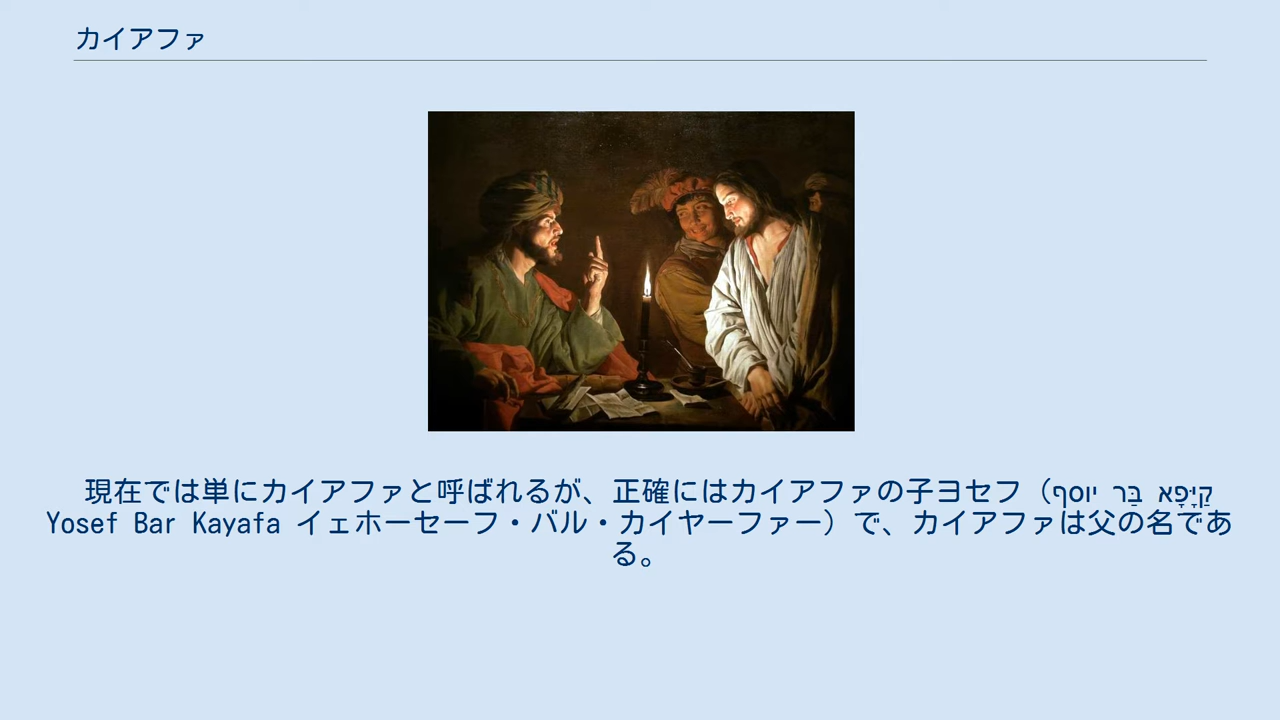 カイアファ
現在では単にカイアファと呼ばれるが、正確にはカイアファの子ヨセフ（יוסף בַּר קַיָּפָא
Yosef Bar Kayafa イェホーセーフ・バル・カイヤーファー）で、カイアファは父の名であ
る。